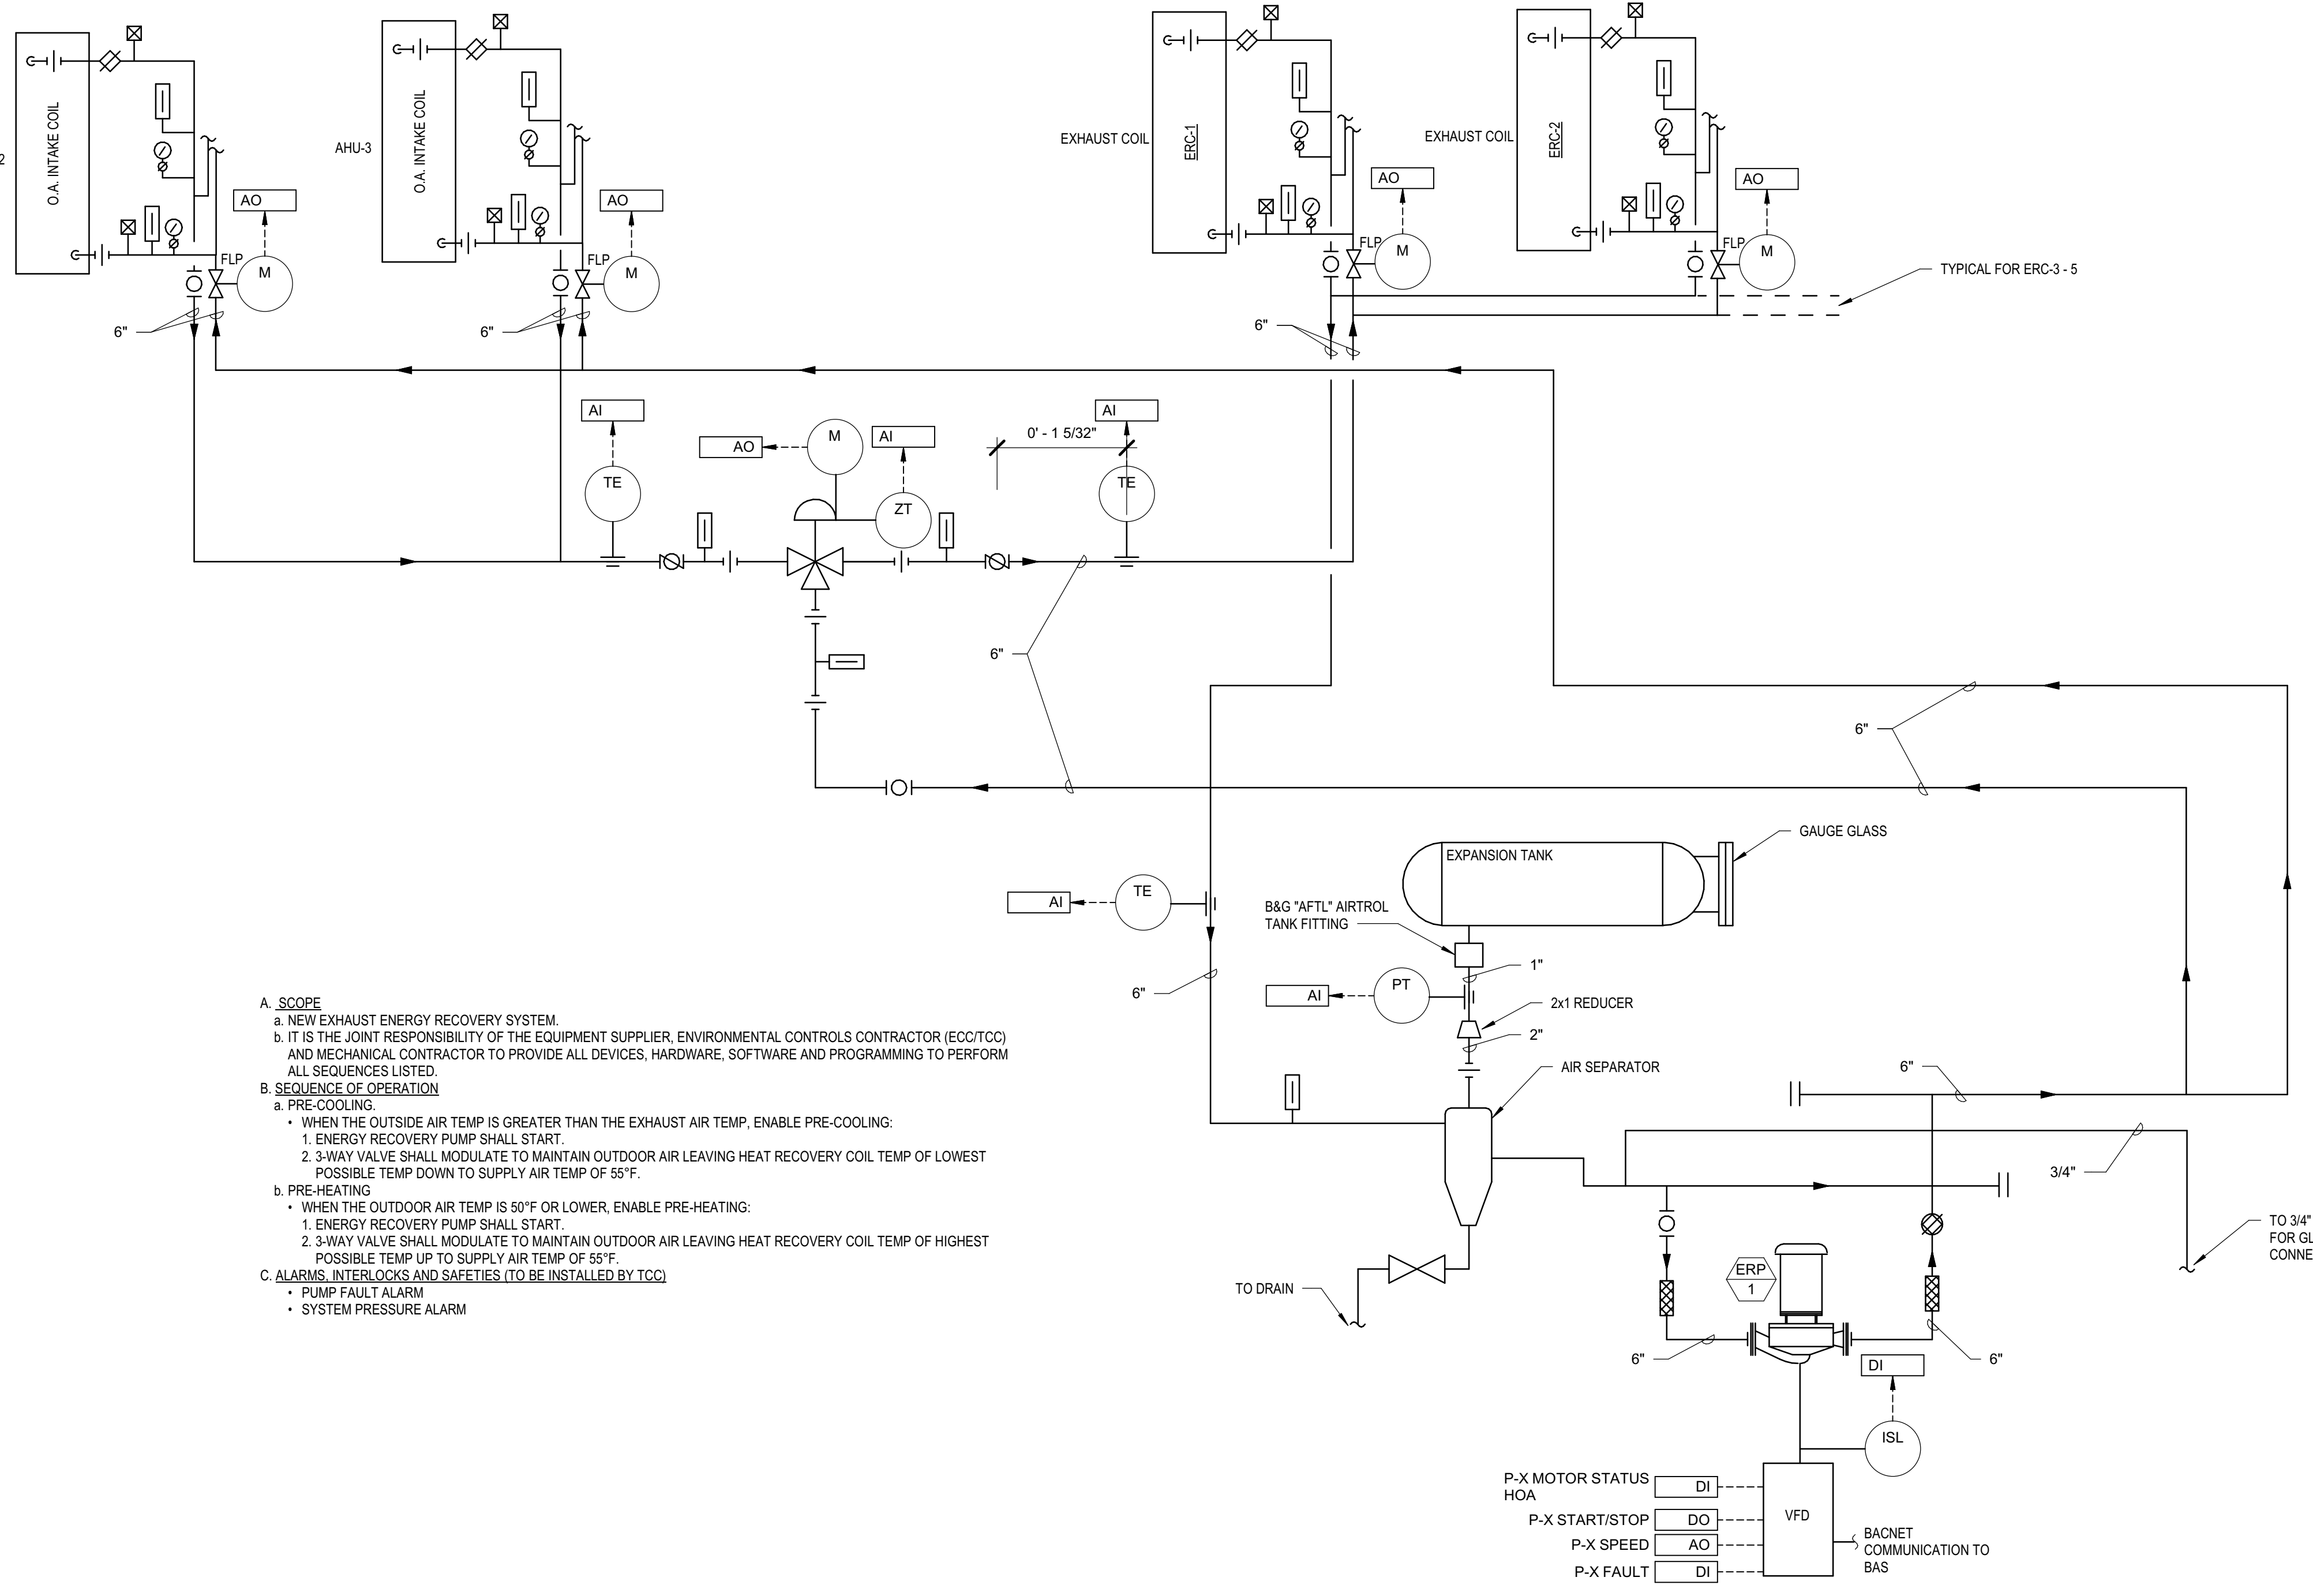 2
O.A. INTAKE COIL
AO
FLP
M
6"
AHU-3
O.A. INTAKE COIL
AO
FLP
M
6"
EXHAUST COIL
ERC-1
AO
FLP
M
6"
EXHAUST COIL
ERC-2
AO
FLP
M
TYPICAL FOR ERC-3 - 5
AI
TE
AO
M
AI
ZT
0' - 1 5/32"
AI
TE
6"
6"
GAUGE GLASS
EXPANSION TANK
AI
TE
B&G "AFTL" AIRTROL
TANK FITTING
1"
AI
PT
2x1 REDUCER
2"
6"
AIR SEPARATOR
6"
3/4"
TO 3/4"
FOR GL
CONNE
TO DRAIN
ERP
1
6"
6"
DI
ISL
A. SCOPE
a. NEW EXHAUST ENERGY RECOVERY SYSTEM.
b. IT IS THE JOINT RESPONSIBILITY OF THE EQUIPMENT SUPPLIER, ENVIRONMENTAL CONTROLS CONTRACTOR (ECC/TCC)
AND MECHANICAL CONTRACTOR TO PROVIDE ALL DEVICES, HARDWARE, SOFTWARE AND PROGRAMMING TO PERFORM
ALL SEQUENCES LISTED.
B. SEQUENCE OF OPERATION
a. PRE-COOLING.
• WHEN THE OUTSIDE AIR TEMP IS GREATER THAN THE EXHAUST AIR TEMP, ENABLE PRE-COOLING:
1. ENERGY RECOVERY PUMP SHALL START.
2. 3-WAY VALVE SHALL MODULATE TO MAINTAIN OUTDOOR AIR LEAVING HEAT RECOVERY COIL TEMP OF LOWEST
POSSIBLE TEMP DOWN TO SUPPLY AIR TEMP OF 55°F.
b. PRE-HEATING
• WHEN THE OUTDOOR AIR TEMP IS 50°F OR LOWER, ENABLE PRE-HEATING:
1. ENERGY RECOVERY PUMP SHALL START.
2. 3-WAY VALVE SHALL MODULATE TO MAINTAIN OUTDOOR AIR LEAVING HEAT RECOVERY COIL TEMP OF HIGHEST
POSSIBLE TEMP UP TO SUPPLY AIR TEMP OF 55°F.
C. ALARMS, INTERLOCKS AND SAFETIES (TO BE INSTALLED BY TCC)
• PUMP FAULT ALARM
• SYSTEM PRESSURE ALARM
P-X MOTOR STATUS
HOA
DI
P-X START/STOP DO
P-X SPEED AO
P-X FAULT DI
VFD
BACNET
COMMUNICATION TO
BAS